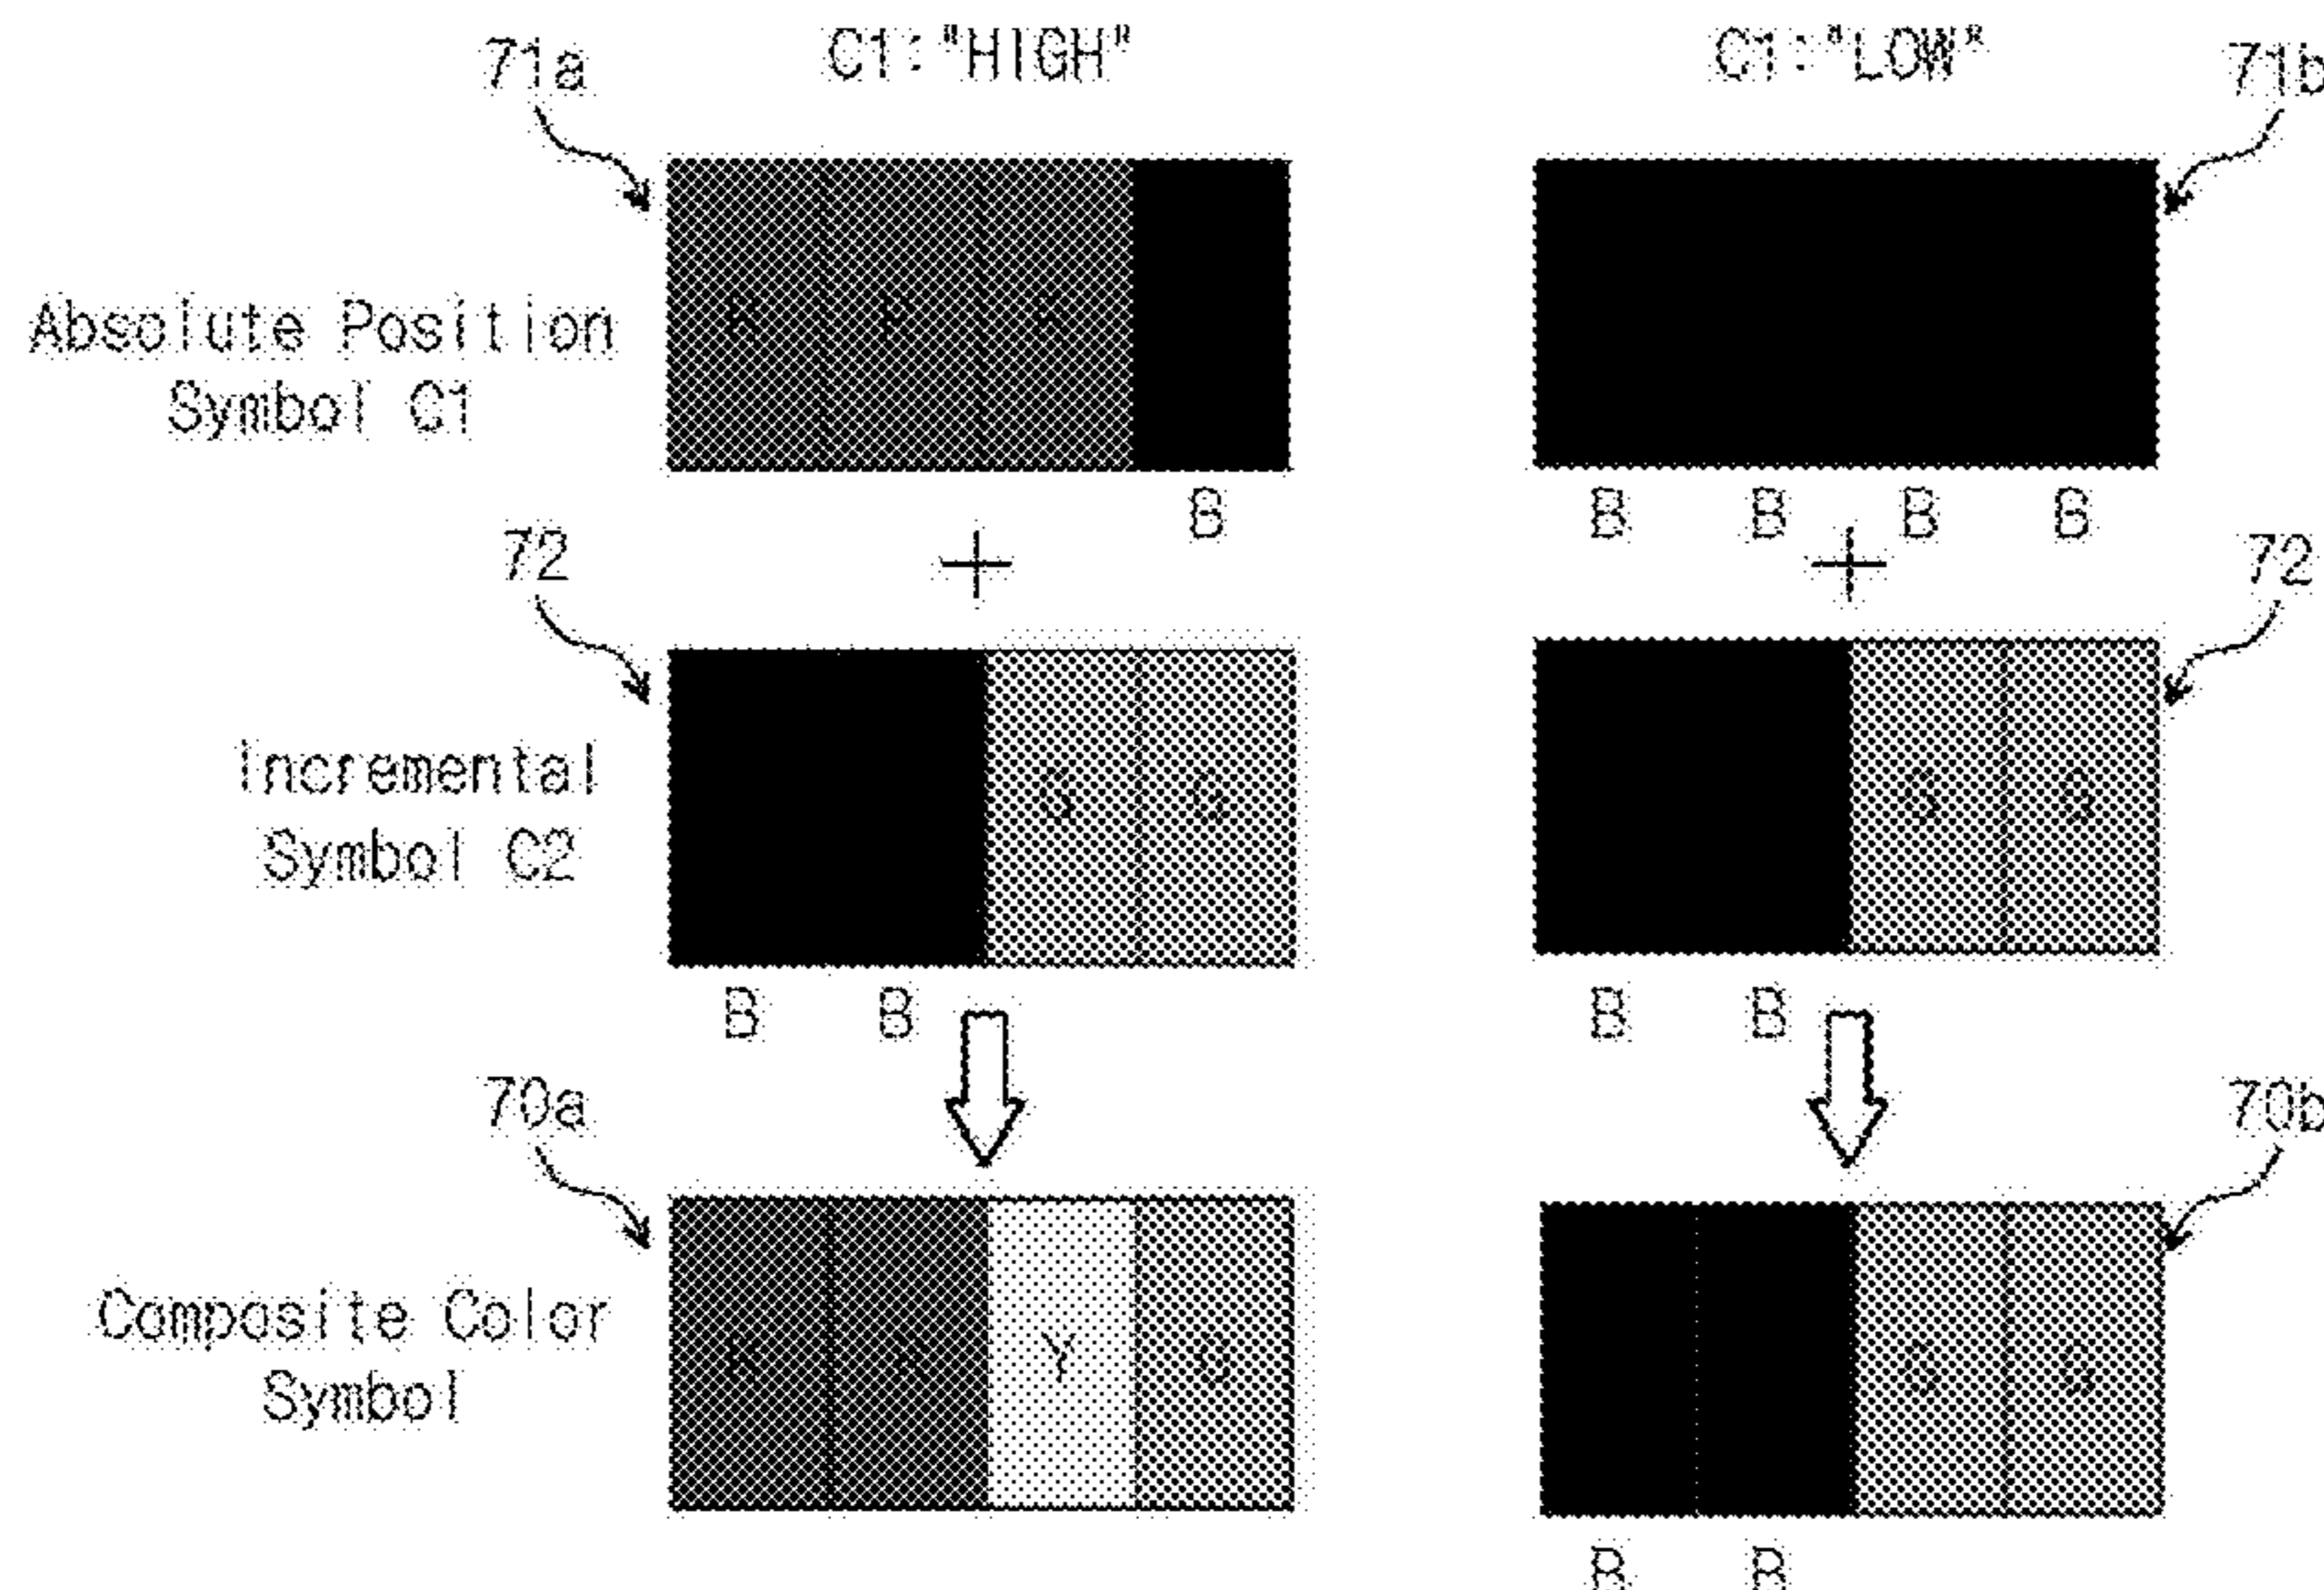 C1:"HIGH"
C1:"LOW"
71a
71b
Absolute Position
Symbol C1
B
B B B B
+
+
72
72
Incremental
Symbol C2
G G
G G
B B
B B
70a
70b
Composite Color
Symbol
Y
G G
B B